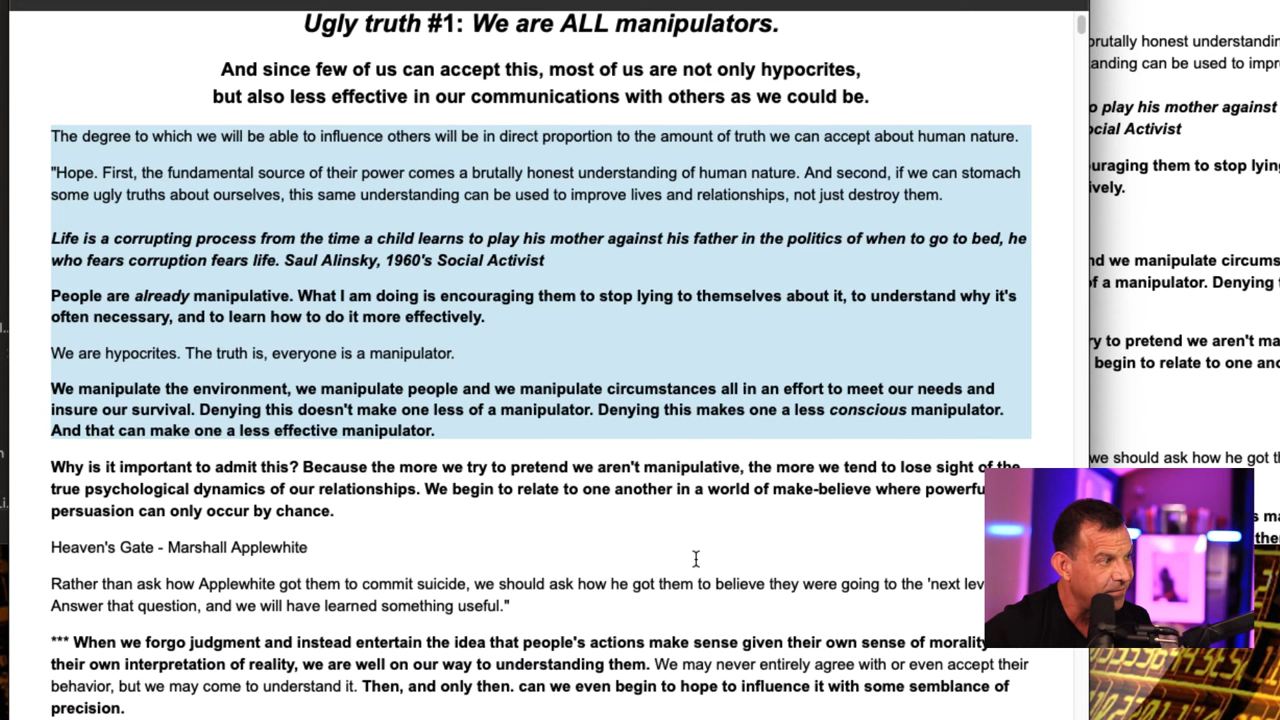 Ugly truth #1: We are ALL manipulators.
And since few of us can accept this, most of us are not only hypocrites,
but also less effective in our communications with others as we could be.
The degree to which we will be able to influence others will be in direct proportion to the amount of truth we can accept about human nature.
"Hope. First, the fundamental source of their power comes a brutally honest understanding of human nature. And second, if we can stomach
some ugly truths about ourselves, this same understanding can be used to improve lives and relationships, not just destroy them.
Life is a corrupting process from the time a child learns to play his mother against his father in the politics of when to go to bed, he
who fears corruption fears life. Saul Alinsky, 1960's Social Activist
People are already manipulative. What I am doing is encouraging them to stop lying to themselves about it, to understand why it's
often necessary, and to learn how to do it more effectively.
We are hypocrites. The truth is, everyone is a manipulator.
We manipulate the environment, we manipulate people and we manipulate circumstances all in an effort to meet our needs and
insure our survival. Denying this doesn't make one less of a manipulator. Denying this makes one a less conscious manipulator.
And that can make one a less effective manipulator.
Why is it important to admit this? Because the more we try to pretend we aren't manipulative, the more we tend to lose sight of the
true psychological dynamics of our relationships. We begin to relate to one another in a world of make-believe where powerfu
persuasion can only occur by chance.
Heaven's Gate - Marshall Applewhite
Rather than ask how Applewhite got them to commit suicide, we should ask how he got them to believe they were going to the 'next lev
Answer that question, and we will have learned something useful."
*** When we forgo judgment and instead entertain the idea that people's actions make sense given their own sense of morality
their own interpretation of reality, we are well on our way to understanding them. We may never entirely agree with or even accept their
behavior, but we may come to understand it. Then, and only then. can we even begin to hope to influence it with some semblance of
precision.
brutally honest understandin
anding can be used to impr
o play his mother against
ocial Activist
uraging them to stop lying
ively.
nd we manipulate circums
f a manipulator. Denying t
ry to pretend we aren't ma
begin to relate to one ano
we should ask how he got th
s ma
the